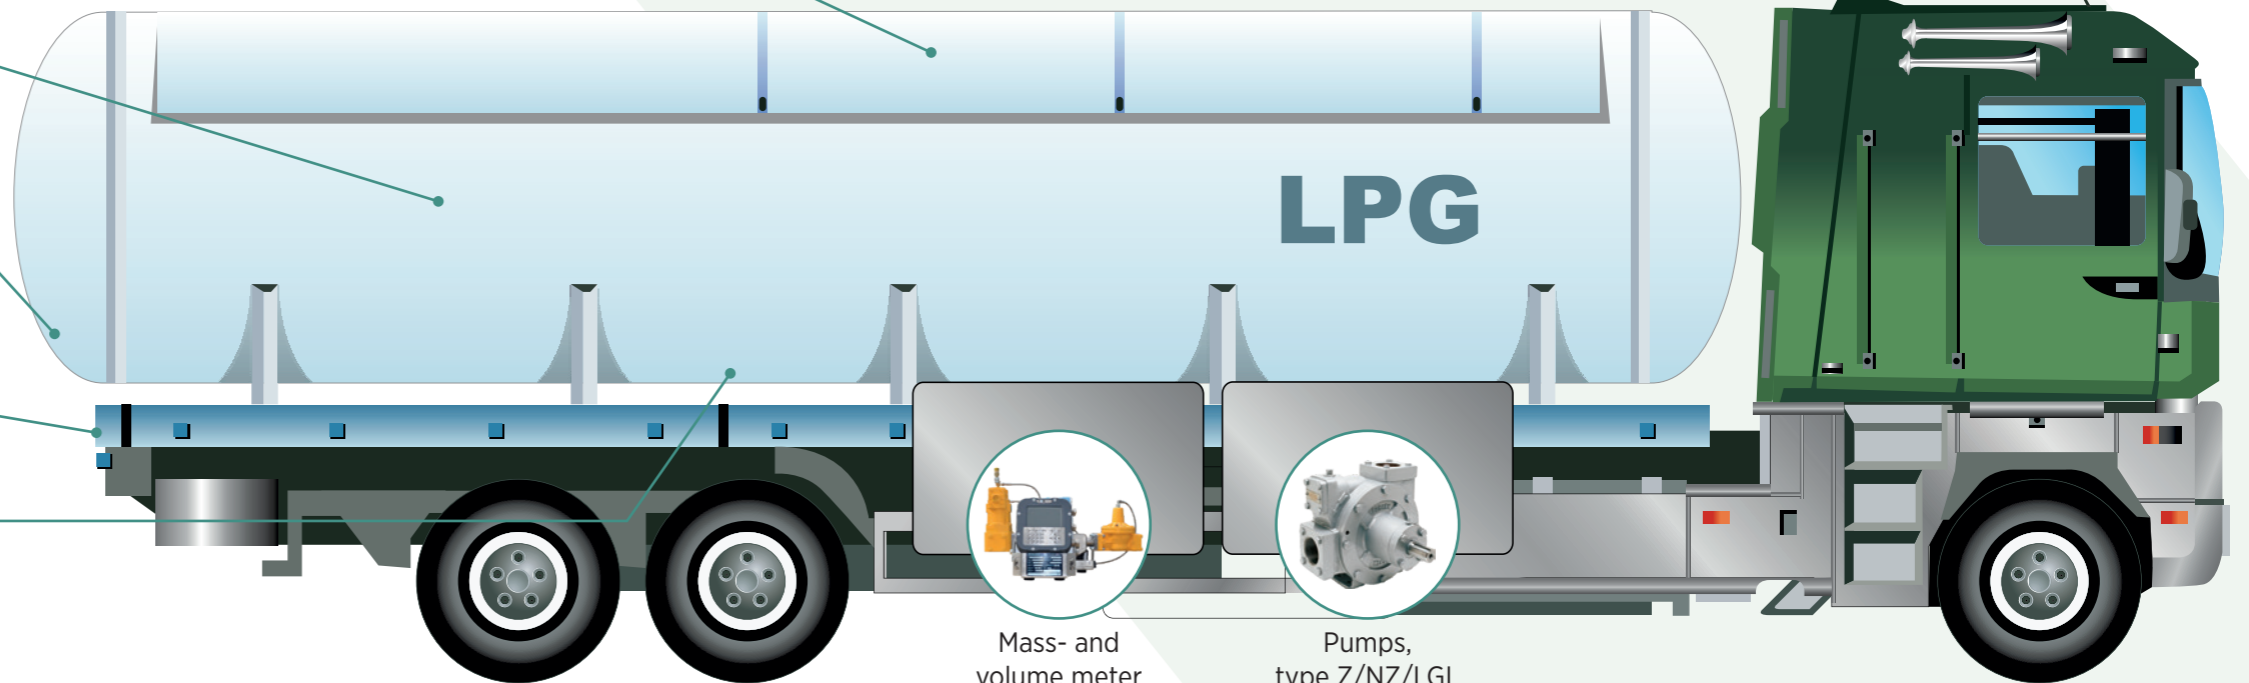 LPG
Mass- and
volume meter
Pumps,
type Z/NZ/LGL